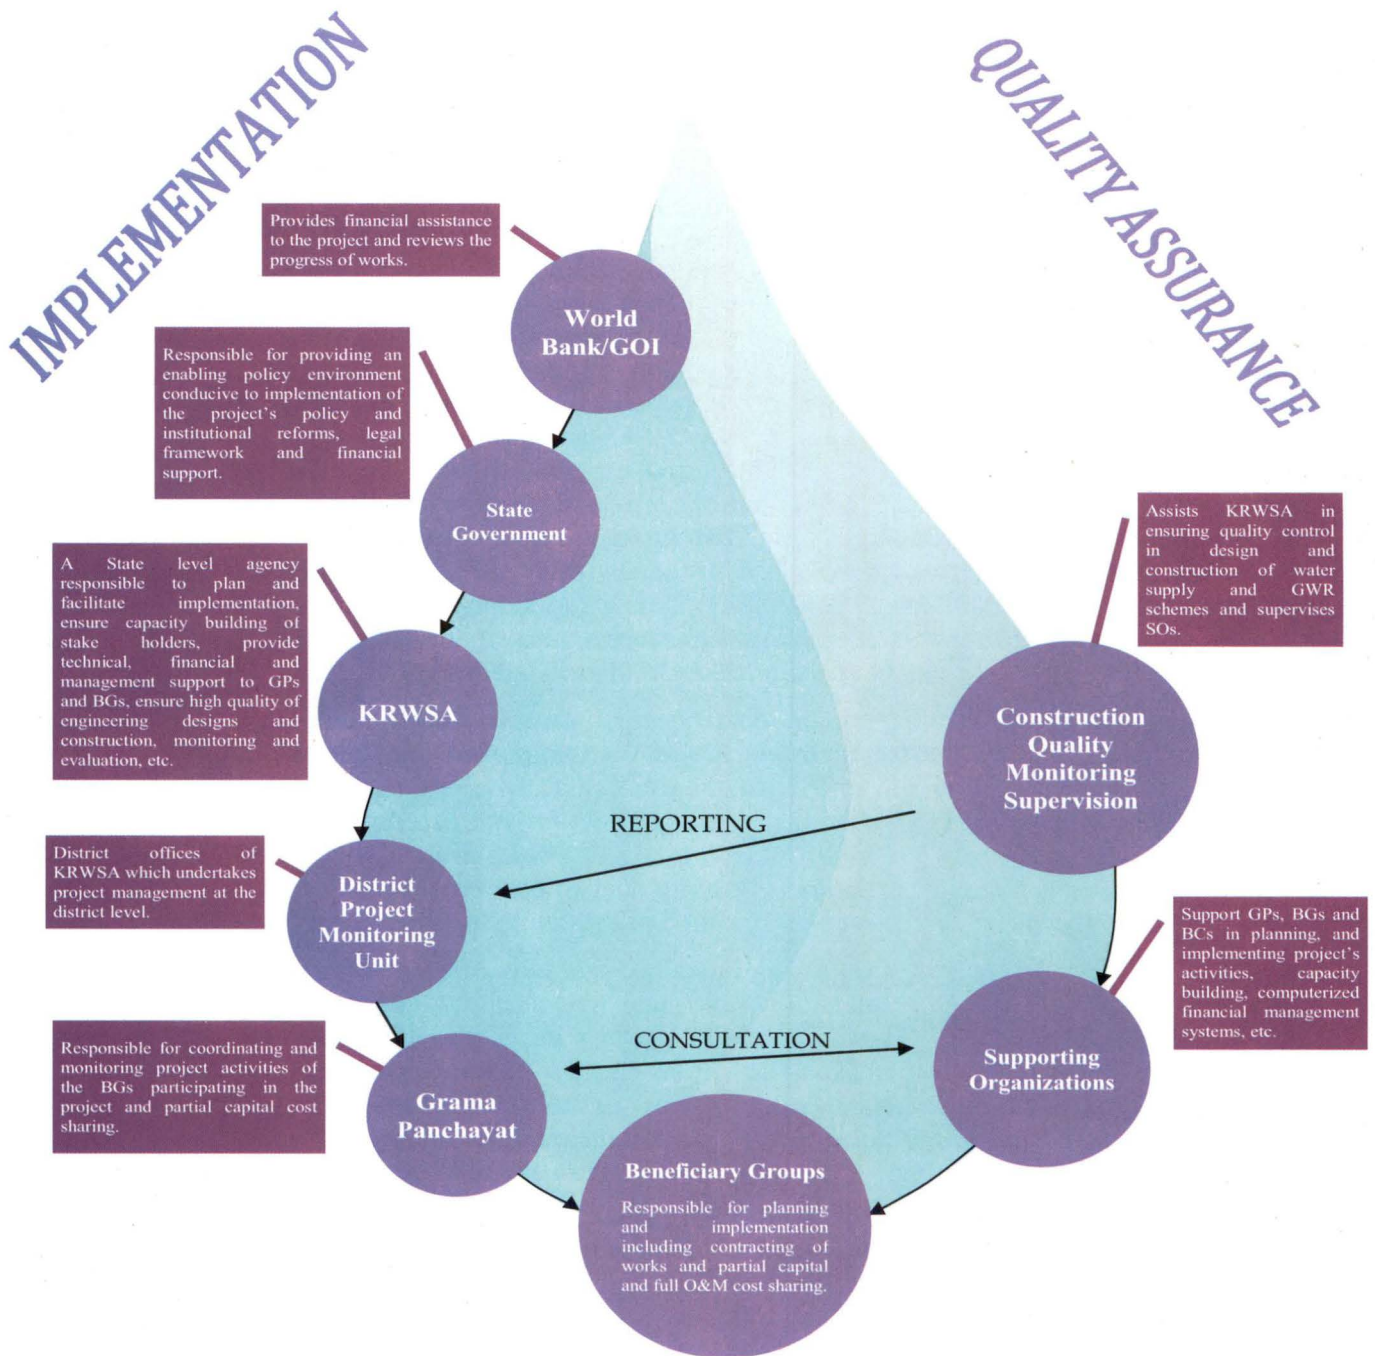 IMPLEMENTATION
QUALITY ASSURANCE
Provides financial assistance
to the project and reviews the
progress of works.
World
Bank/GOI
Responsible for providing an
enabling policy environment
conducive to implementation of
the project's policy and
institutional reforms, legal
framework and financial
support.
State
Government
A State level agency
responsible to plan and
facilitate implementation,
ensure capacity building of
stake holders, provide
technical, financial and
management support to GPs
and BGs, ensure high quality of
engineering designs and
construction, monitoring and
evaluation, etc.
KRWSA
Assists KRWSA in
ensuring quality control
in design and
construction of water
supply and GWR
schemes and supervises
SOs.
Construction
Quality
Monitoring
Supervision
REPORTING
District offices of
KRWSA which undertakes
project management at the
district level.
District
Project
Monitoring
Unit
Support GPs, BGs and
BCs in planning, and
implementing project's
activities, capacity
building, computerized
financial management
systems, etc.
CONSULTATION
Supporting
Organizations
Responsible for coordinating and
monitoring project activities of
the BGs participating in the
project and partial capital cost
sharing.
Grama
Panchayat
Beneficiary Groups
Responsible for planning
and implementation
including contracting of
works and partial capital
and full O&M cost sharing.